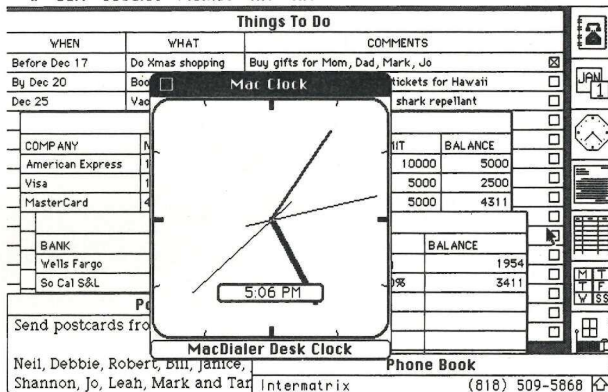 Things To Do
WHEN WHAT COMMENTS
Before Dec 17 Do Xmas shopping Buy gifts for Mom, Dad, Mark, Jo
By Dec 20 tickets for Hawaii
Dec 25 shark repellant
Mac Clock
COMPANY BALANCE
American Express 10000 5000
Visa 5000 2500
MasterCard 5000 4311
BANK BALANCE
Wells Fargo 1954
So Cal S&L 3411
5:06 PM
MacDialer Desk Clock
Send postcards
Neil, Debbie, Robert, Bill, Janice,
Shannon, Jo, Leah, Mark and
Phone Book
Intermatrix (818) 509-5868
JAN
1
M T
T F
W SS